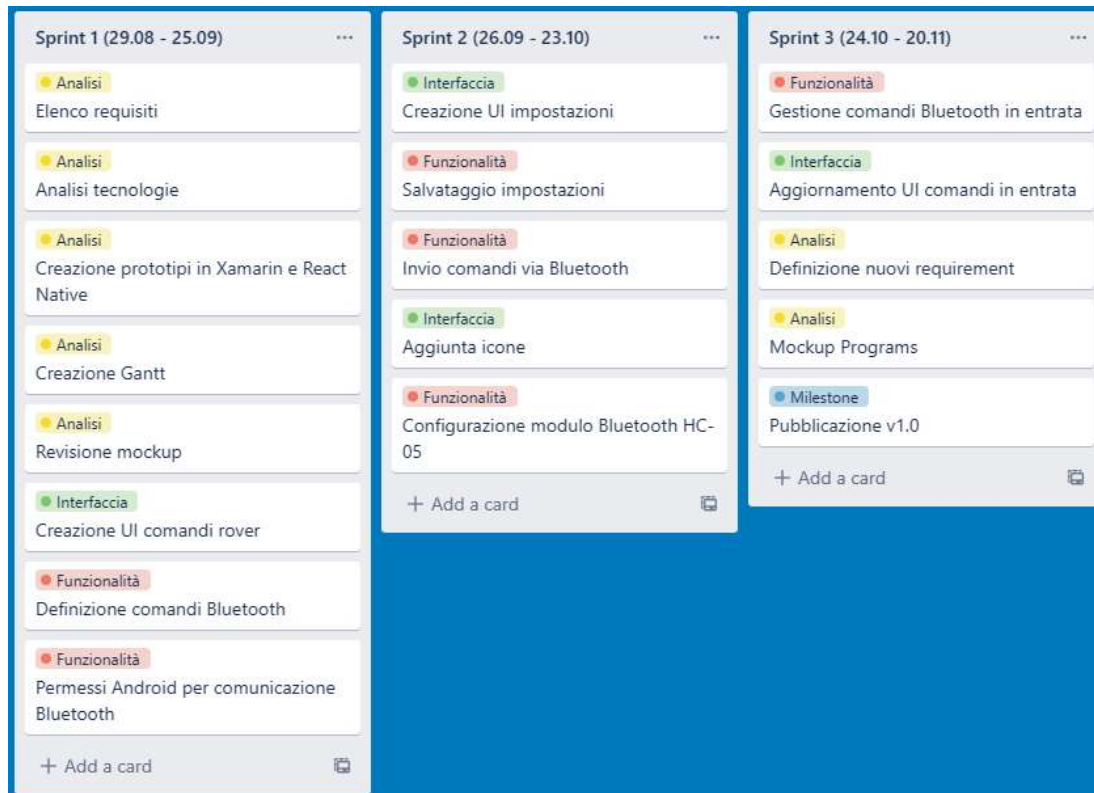 Sprint 1 (29.08 - 25.09)
Analisi
Elenco requisiti
Analisi
Analisi tecnologie
Analisi
Creazione prototipi in Xamarin e React
Native
Analisi
Creazione Gantt
Analisi
Revisione mockup
Interfaccia
Creazione UI comandi rover
Funzionalità
Definizione comandi Bluetooth
Funzionalità
Permessi Android per comunicazione
Bluetooth
+ Add a card
Sprint 2 (26.09 - 23.10)
Interfaccia
Creazione UI impostazioni
Funzionalità
Salvataggio impostazioni
Funzionalità
Invio comandi via Bluetooth
Interfaccia
Aggiunta icone
Funzionalità
Configurazione modulo Bluetooth HC-
05
+ Add a card
Sprint 3 (24.10 - 20.11)
Funzionalità
Gestione comandi Bluetooth in entrata
Interfaccia
Aggiornamento UI comandi in entrata
Analisi
Definizione nuovi requirement
Analisi
Mockup Programs
Milestone
Pubblicazione v1.0
+ Add a card